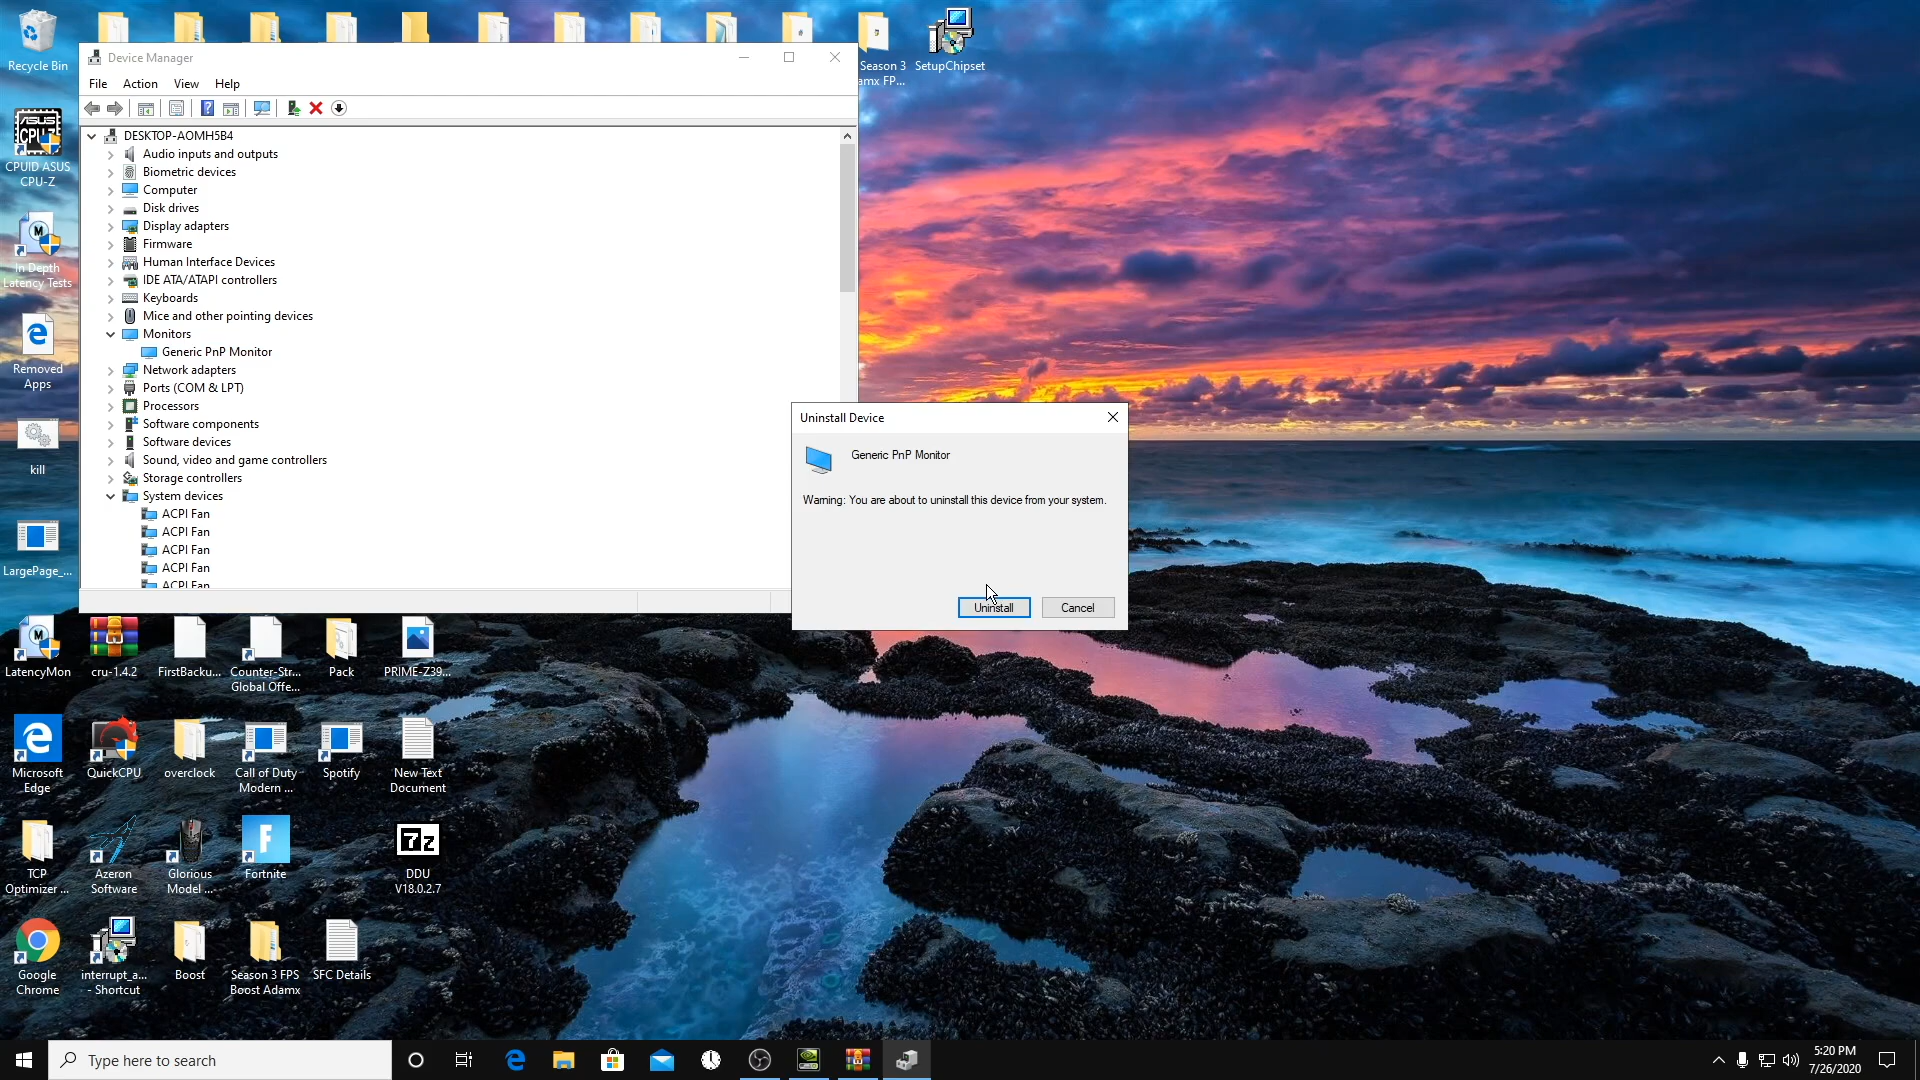 Recycle Bin
Season 3
amx FP...
SetupChipset
Device Manager
File Action View Help
DESKTOP-AOMH5B4
Audio inputs and outputs
Biometric devices
Computer
Disk drives
Display adapters
Firmware
Human Interface Devices
IDE ATA/ATAPI controllers
Keyboards
Mice and other pointing devices
Monitors
Generic PnP Monitor
Network adapters
Ports (COM & LPT)
Processors
Software components
Software devices
Sound, video and game controllers
Storage controllers
System devices
ACPI Fan
ACPI Fan
ACPI Fan
ACPI Fan
ACPI Fan
Uninstall Device
Generic PnP Monitor
Warning: You are about to uninstall this device from your system.
Uninstall Cancel
ASUS
CPU-Z
CPUID ASUS
CPU-Z
In Depth
Latency Tests
Removed
Apps
kill
LargePage_...
LatencyMon
cru-1.4.2
FirstBacku...
Counter-Str...
Global Offe...
Pack
PRIME-Z39...
Microsoft
Edge
QuickCPU
overclock
Call of Duty
Modern ...
Spotify
New Text
Document
TCP
Optimizer ...
Azeron
Software
Glorious
Model ...
Fortnite
7z
DDU
V18.0.2.7
Google
Chrome
interrupt_a...
- Shortcut
Boost
Season 3 FPS
Boost Adamx
SFC Details
Type here to search
5:20 PM
7/26/2020